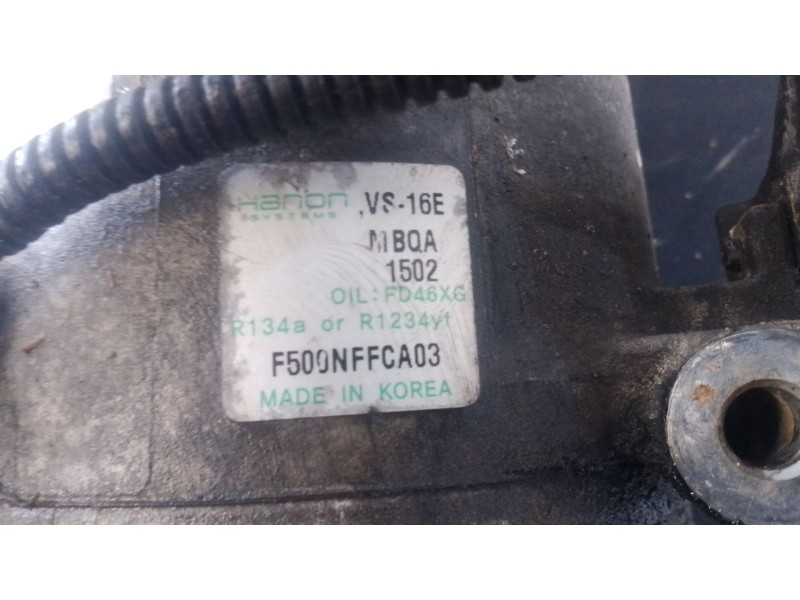 Hanon VS-16E
SYSTEMS
MBQA
1502
OIL: FD46XG
R134a or R1234yf
F500NFFCA03
MADE IN KOREA